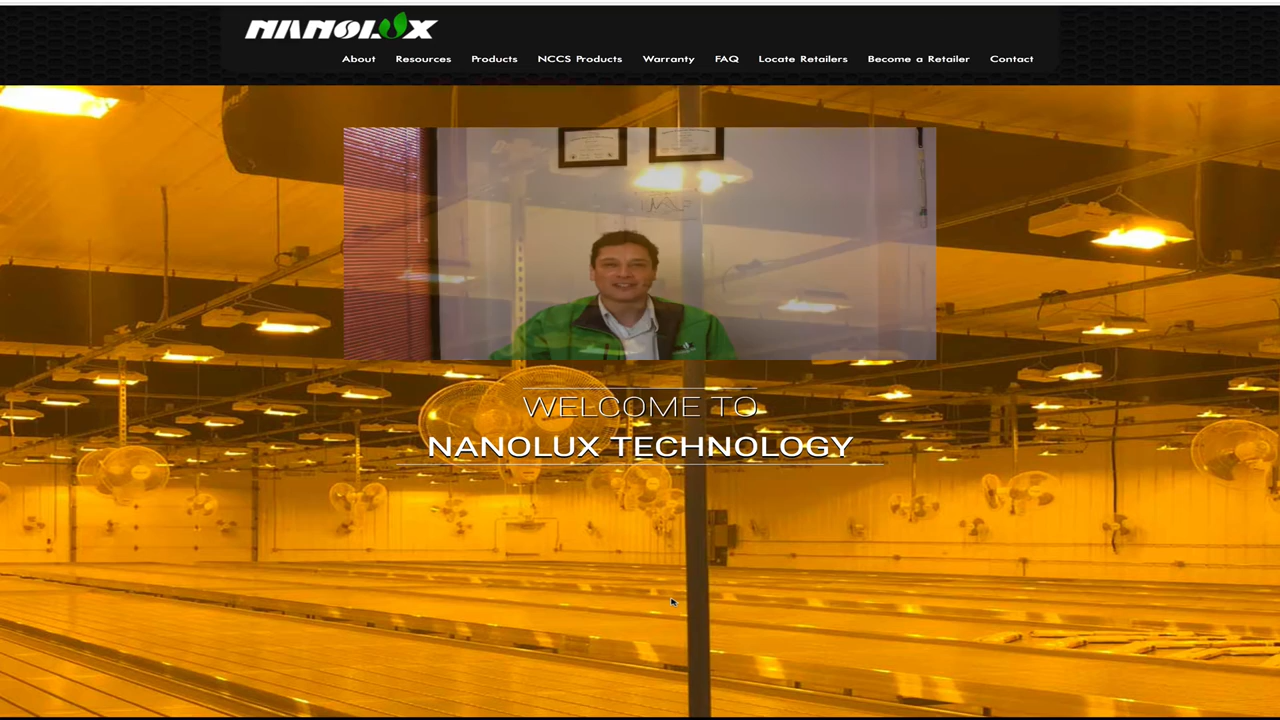 NANOLUX
About Resources Products NCCS Products Warranty FAQ Locate Retailers Become a Retailer Contact
WELCOME TO
NANOLUX TECHNOLOGY